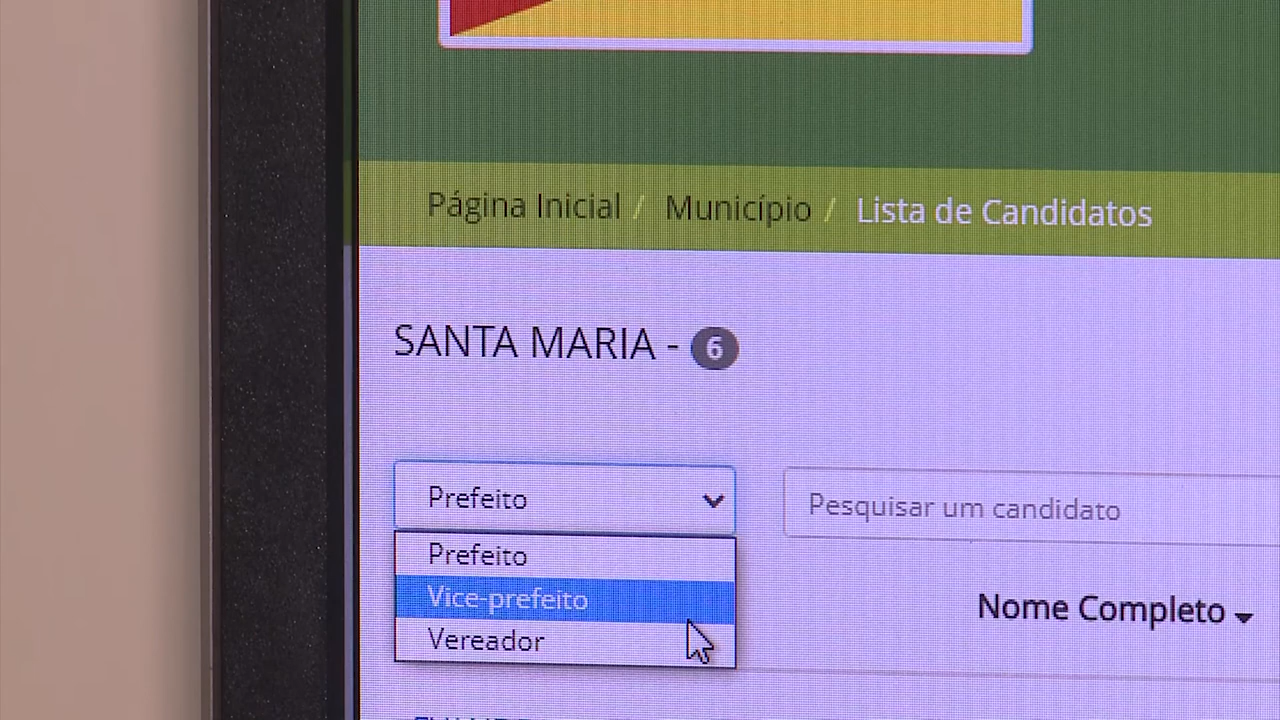 Página Inicial / Município / Lista de Candidatos
SANTA MARIA - 6
Prefeito
Pesquisar um candidato
Prefeito
Vice-prefeito
Nome Completo
Vereador